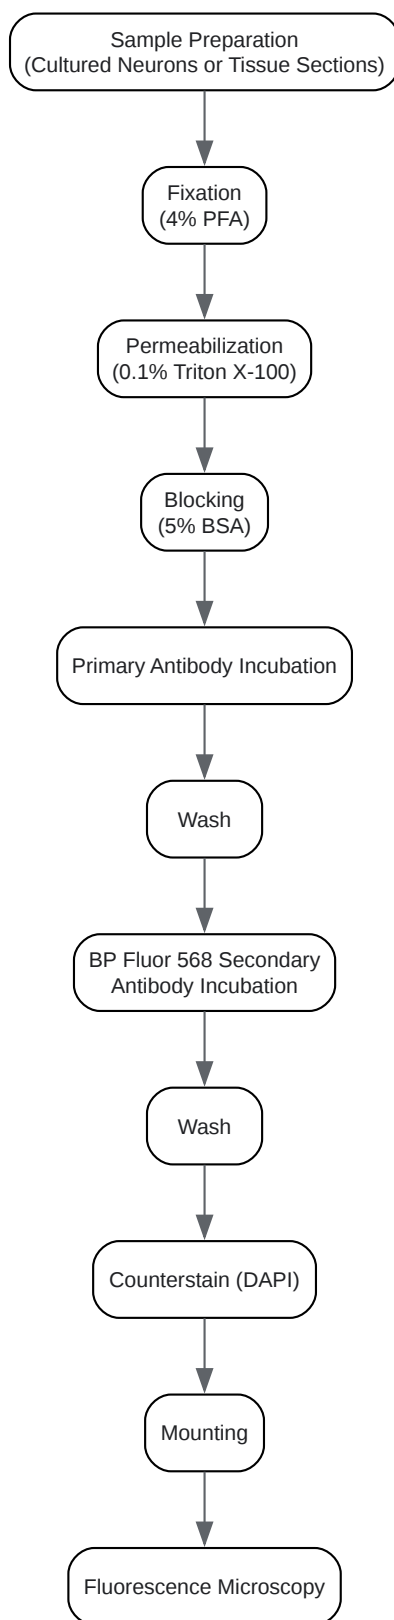 Sample Preparation
(Cultured Neurons or Tissue Sections)
Fixation
(4% PFA)
Permeabilization
(0.1% Triton X-100)
Blocking
(5% BSA)
Primary Antibody Incubation
Wash
BP Fluor 568 Secondary
Antibody Incubation
Wash
Counterstain (DAPI)
Mounting
Fluorescence Microscopy